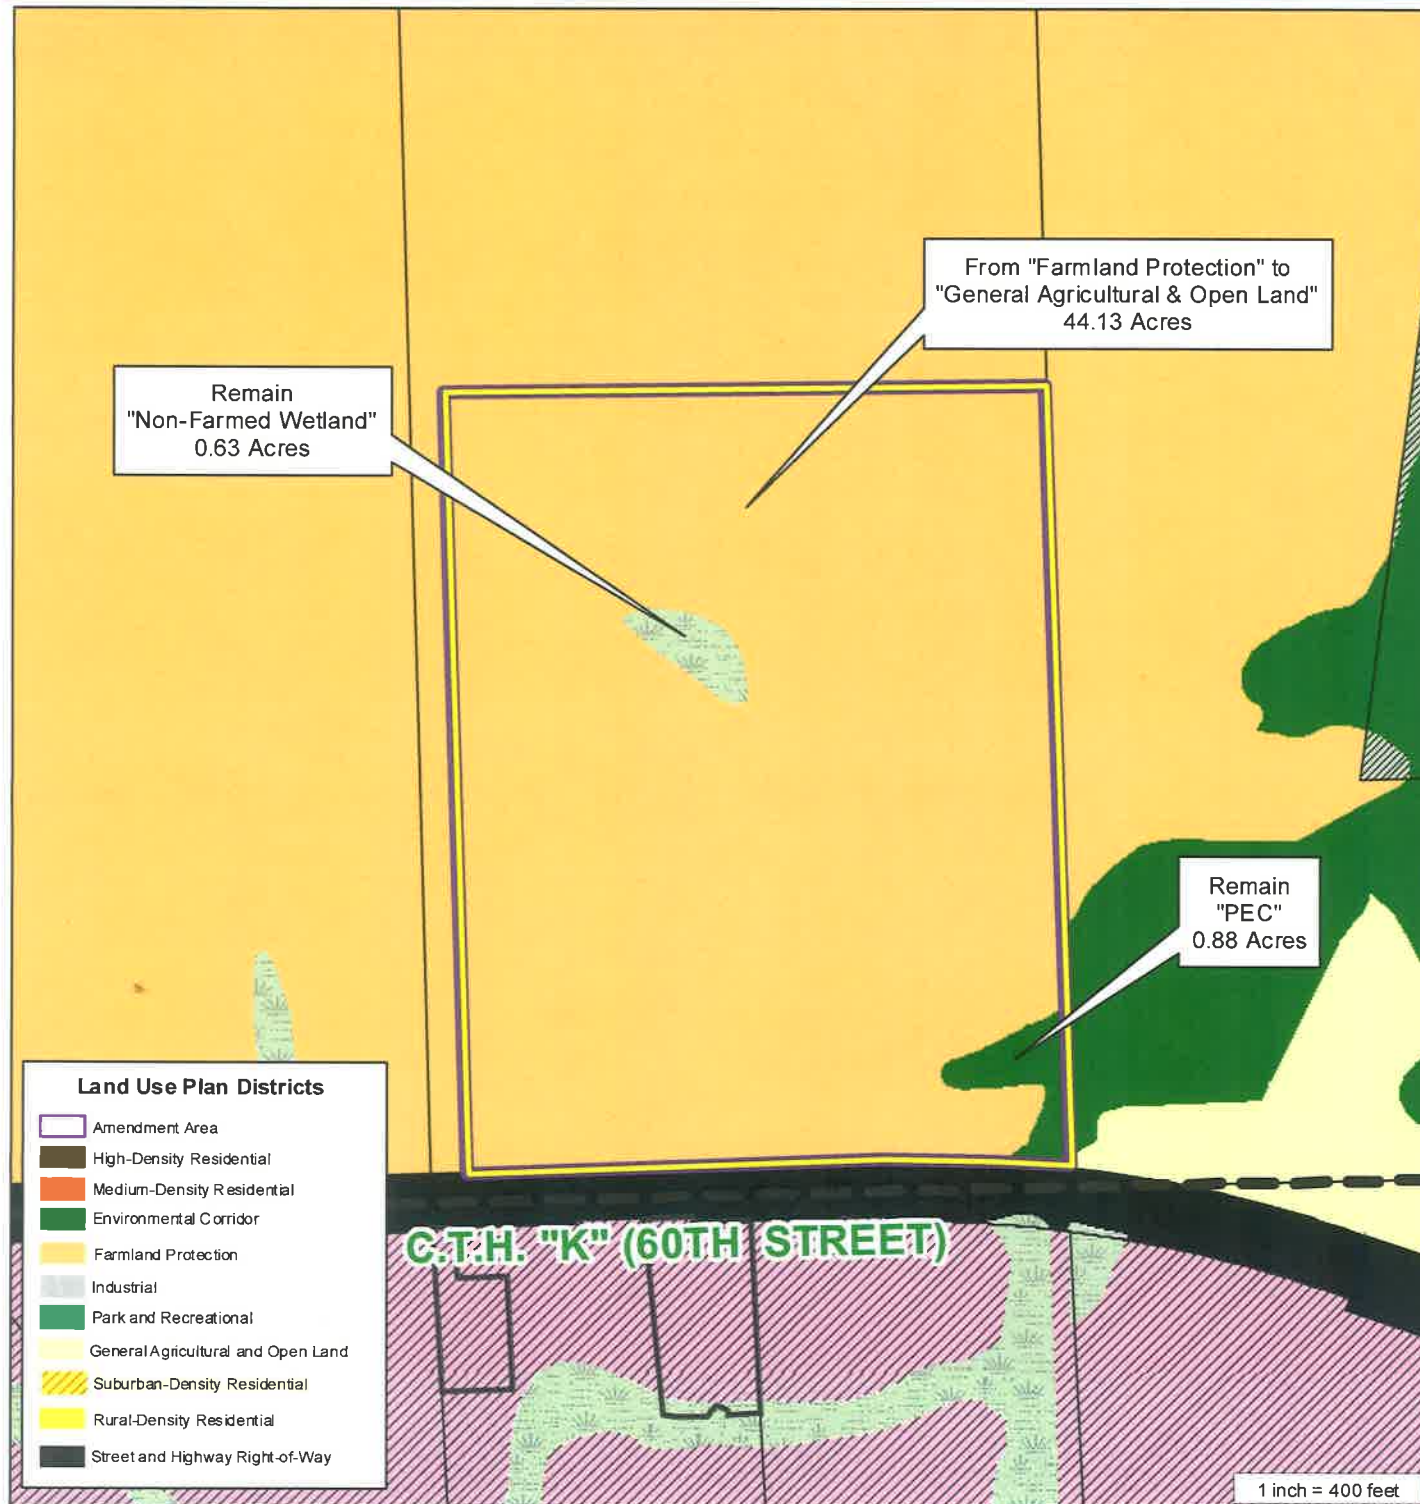 From "Farmland Protection" to
"General Agricultural & Open Land"
44.13 Acres
Remain
"Non-Farmed Wetland"
0.63 Acres
Remain
"PEC"
0.88 Acres
Land Use Plan Districts
Amendment Area
High-Density Residential
Medium-Density Residential
Environmental Corridor
Farmland Protection
Industrial
Park and Recreational
General Agricultural and Open Land
Suburban-Density Residential
Rural-Density Residential
Street and Highway Right-of-Way
C.T.H. "K" (60TH STREET)
1 inch = 400 feet